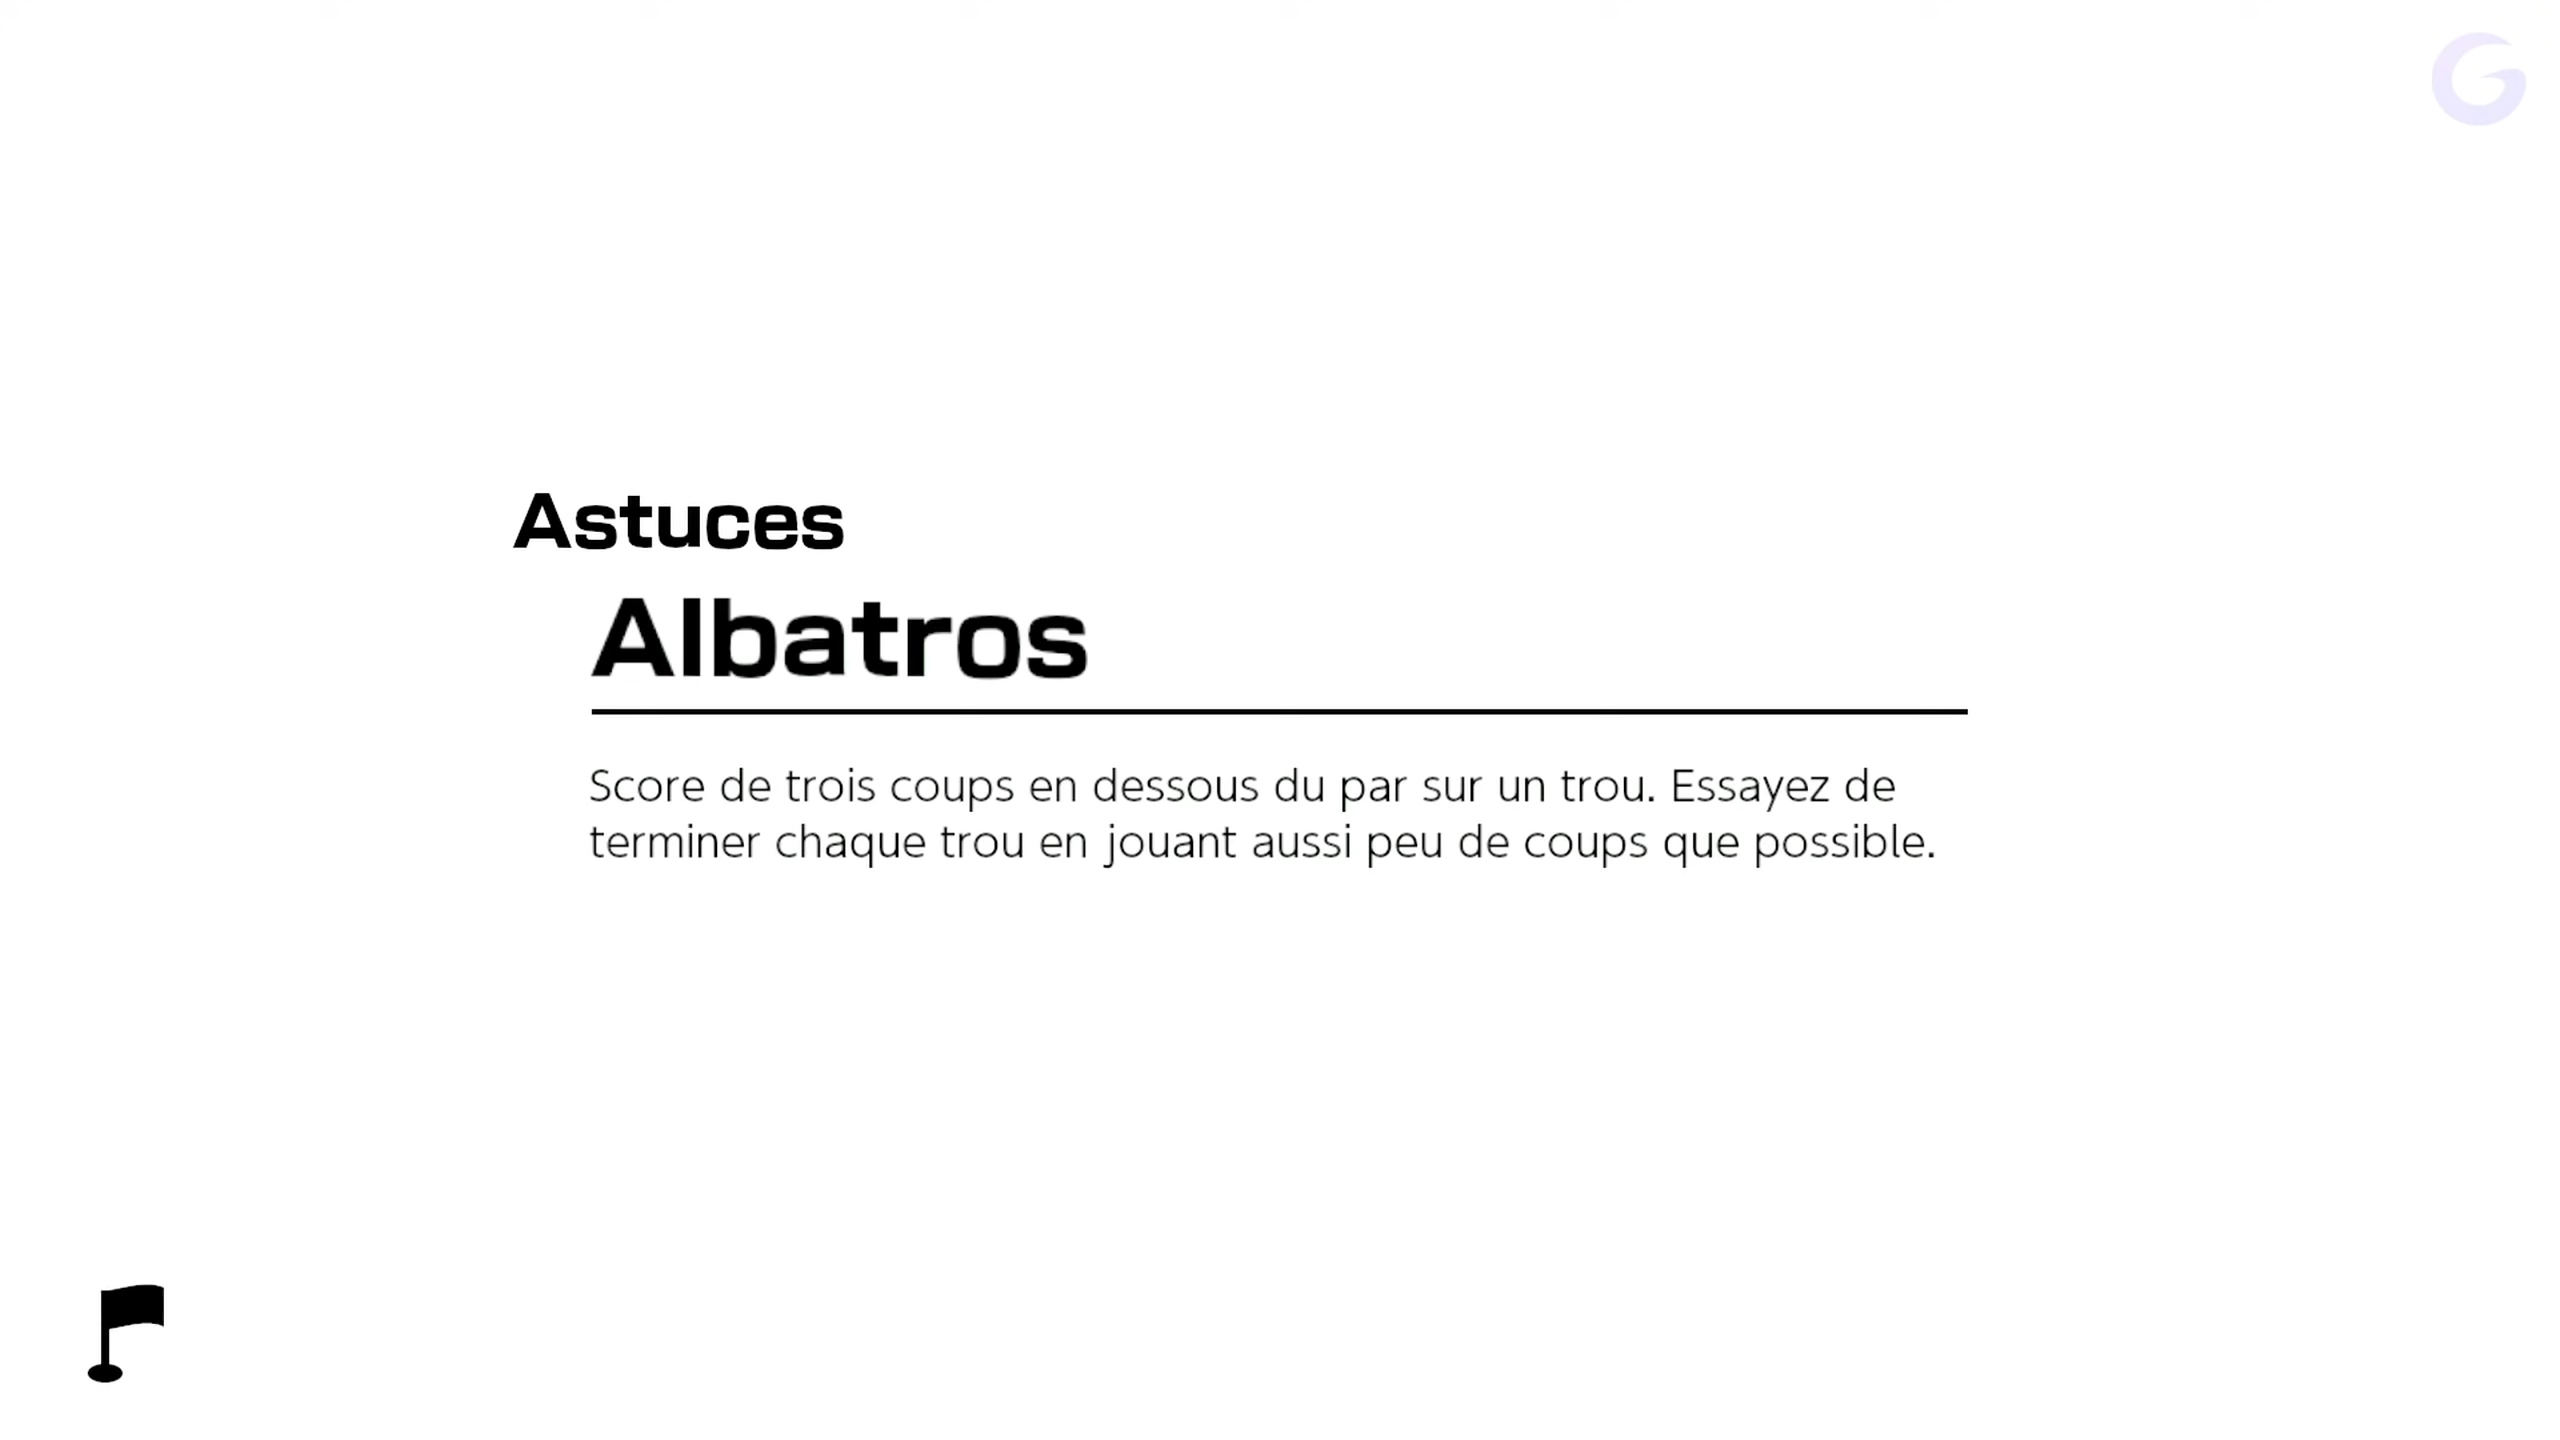 Astuces
Albatros
Score de trois coups en dessous du par sur un trou. Essayez de
terminer chaque trou en jouant aussi peu de coups que possible.